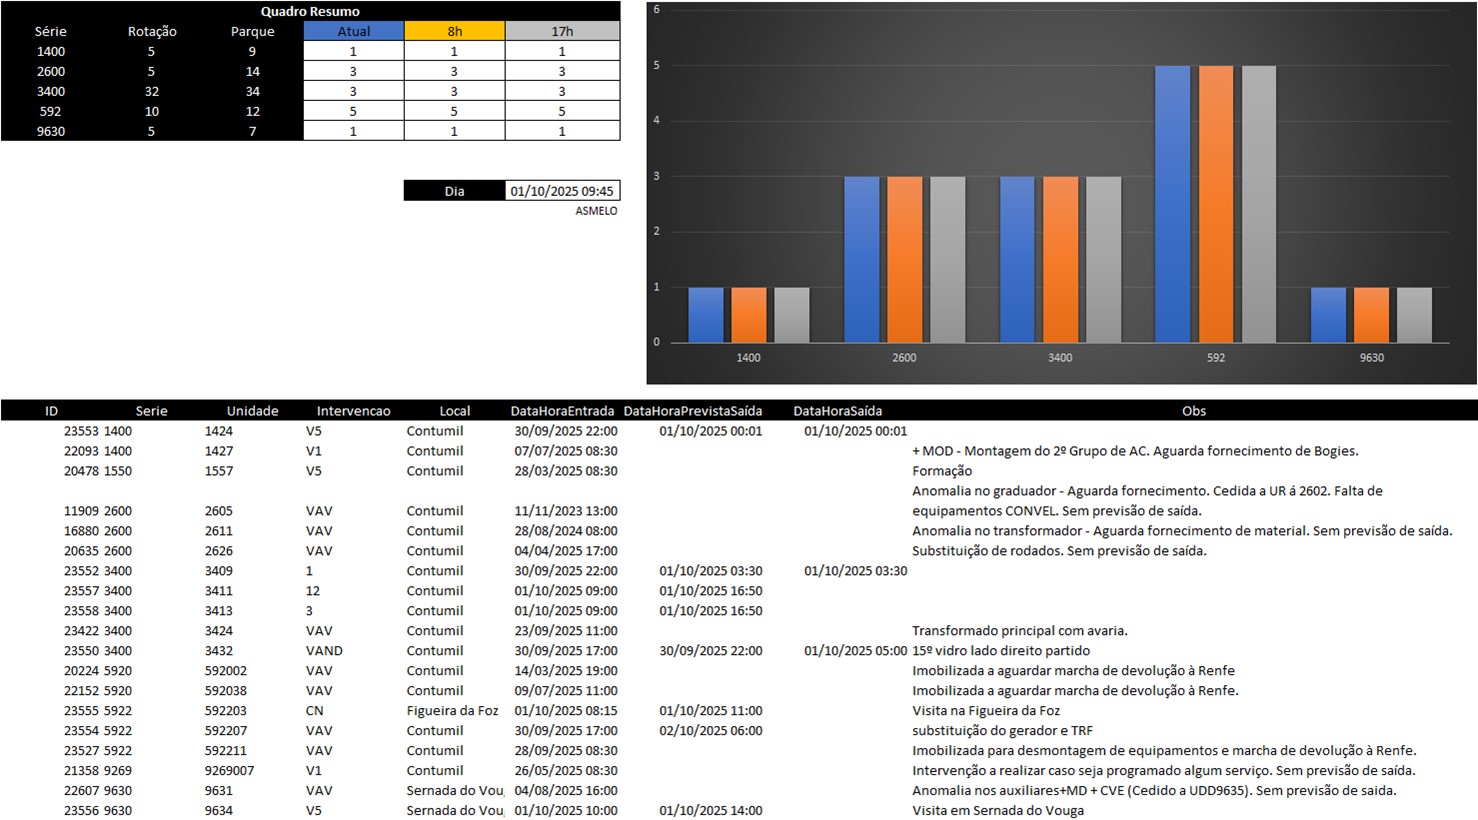 Quadro Resumo
Série Rotação Parque Atual 8h 17h
1400 5 9 1 1 1
2600 5 14 3 3 3
3400 32 34 3 3 3
592 10 12 5 5 5
9630 5 7 1 1 1
Dia 01/10/2025 09:45
ASMELO
6
5
4
3
2
1
0
1400 2600 3400 592 9630
ID Serie Unidade Intervencao Local DataHoraEntrada DataHoraPrevistaSaída DataHoraSaída Obs
23553 1400 1424 V5 Contumil 30/09/2025 22:00 01/10/2025 00:01 01/10/2025 00:01
22093 1400 1427 V1 Contumil 07/07/2025 08:30 + MOD - Montagem do 2º Grupo de AC. Aguarda fornecimento de Bogies.
20478 1550 1557 V5 Contumil 28/03/2025 08:30 Formação
Anomalia no graduador - Aguarda fornecimento. Cedida a UR á 2602. Falta de
11909 2600 2605 VAV Contumil 11/11/2023 13:00 equipamentos CONVEL. Sem previsão de saída.
16880 2600 2611 VAV Contumil 28/08/2024 08:00 Anomalia no transformador - Aguarda fornecimento de material. Sem previsão de saída.
20635 2600 2626 VAV Contumil 04/04/2025 17:00 Substituição de rodados. Sem previsão de saída.
23552 3400 3409 1 Contumil 30/09/2025 22:00 01/10/2025 03:30 01/10/2025 03:30
23557 3400 3411 12 Contumil 01/10/2025 09:00 01/10/2025 16:50
23558 3400 3413 3 Contumil 01/10/2025 09:00 01/10/2025 16:50
23422 3400 3424 VAV Contumil 23/09/2025 11:00 Transformado principal com avaria.
23550 3400 3432 VAND Contumil 30/09/2025 17:00 30/09/2025 22:00 01/10/2025 05:00 15º vidro lado direito partido
20224 5920 592002 VAV Contumil 14/03/2025 19:00 Imobilizada a aguardar marcha de devolução à Renfe
22152 5920 592038 VAV Contumil 09/07/2025 11:00 Imobilizada a aguardar marcha de devolução à Renfe.
23555 5922 592203 CN Figueira da Foz 01/10/2025 08:15 01/10/2025 11:00 Visita na Figueira da Foz
23554 5922 592207 VAV Contumil 30/09/2025 17:00 02/10/2025 06:00 substituição do gerador e TRF
23527 5922 592211 VAV Contumil 28/09/2025 08:30 Imobilizada para desmontagem de equipamentos e marcha de devolução à Renfe.
21358 9269 9269007 V1 Contumil 26/05/2025 08:30 Intervenção a realizar caso seja programado algum serviço. Sem previsão de saída.
22607 9630 9631 VAV Sernada do Vou 04/08/2025 16:00 Anomalia nos auxiliares+MD + CVE (Cedido a UDD9635). Sem previsão de saida.
23556 9630 9634 V5 Sernada do Vou 01/10/2025 10:00 01/10/2025 14:00 Visita em Sernada do Vouga